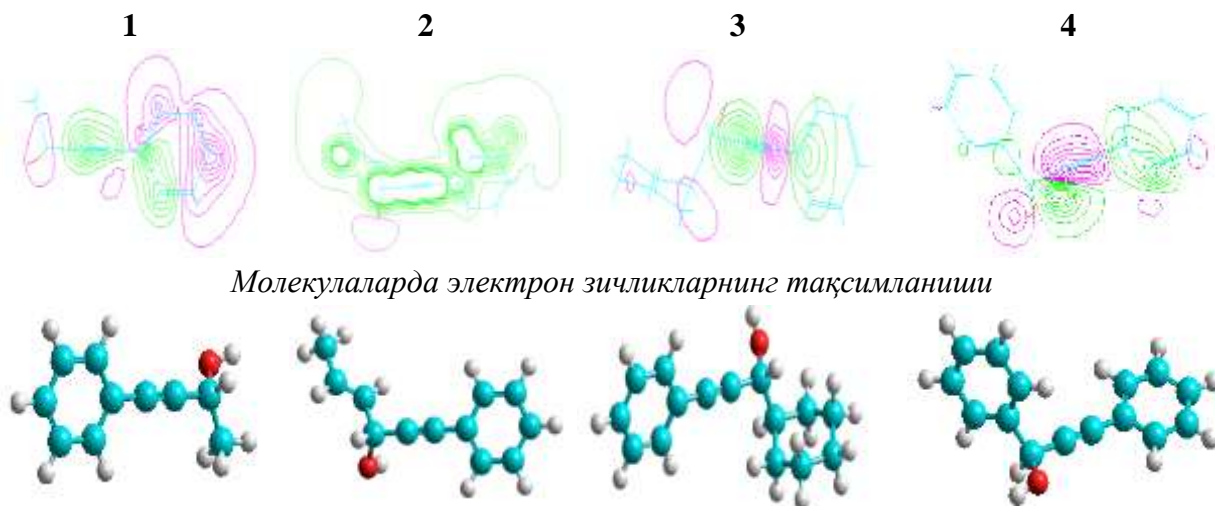 1 2 3 4
Молекулаларда электрон зичликларнинг тақсимланиши